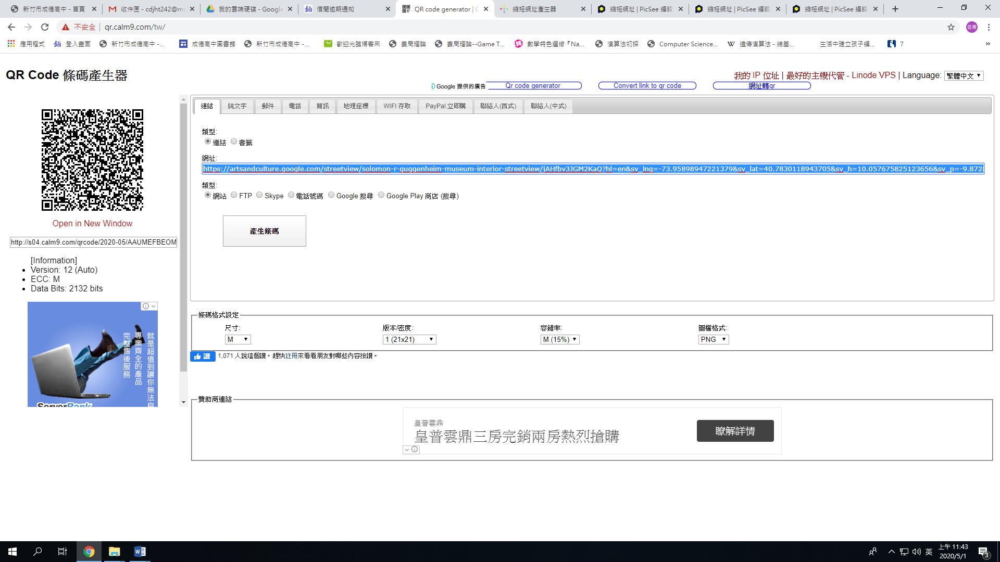 新竹市成德高中 - 首頁
收件匣 - cdjht242@ms
我的雲端硬碟 - Google
借閱逾期通知
QR code generator | C
縮短網址產生器
縮短網址 | PicSee 編輯
縮短網址 | PicSee 編輯
縮短網址 | PicSee 編輯
不安全
qr.calm9.com/tw/
芸菁
應用程式
登入畫面
新竹市成德高中 -...
成德高中圖書館
新竹市成德高中 -...
歡迎光臨博客來
賽局理論
賽局理論--Game T...
數學特色選修『Na...
演算法初探
Computer Science...
遺傳演算法 - 維基...
生活中建立孩子編...
7
QR Code 條碼產生器
我的 IP 位址 | 最好的主機代管 - Linode VPS | Language: 繁體中文
Google 提供的廣告
Qr code generator
Convert link to qr code
網址轉qr
連結
純文字
郵件
電話
簡訊
地理座標
WIFI 存取
PayPal 立即購
聯絡人(西式)
聯絡人(中式)
類型:
連結 書籤
網址:
https://artsandculture.google.com/streetview/solomon-r-guggenheim-museum-interior-streetview/jAHfbv3JGM2KaQ?hl=en&sv_lng=-73.95898947221379&sv_lat=40.7830118943705&sv_h=10.057675825123656&sv_p=-9.872
類型:
網站 FTP Skype 電話號碼 Google 搜尋 Google Play 商店 (搜尋)
產生條碼
Open in New Window
http://s04.calm9.com/qrcode/2020-05/AAUMEFBEOM
[Information]
Version: 12 (Auto)
ECC: M
Data Bits: 2132 bits
就是超值到讓你無法自
專業齊全的產品
完整售後服務
ServerBank
條碼格式設定
尺寸:
M
版本/密度:
1 (21x21)
容錯率:
M (15%)
圖檔格式:
PNG
讚
1,071 人說這個讚。趕快註冊來看看朋友對哪些內容按讚。
贊助商連結
皇普雲鼎
皇普雲鼎三房完銷兩房熱烈搶購
瞭解詳情
英
上午 11:43
2020/5/1
3